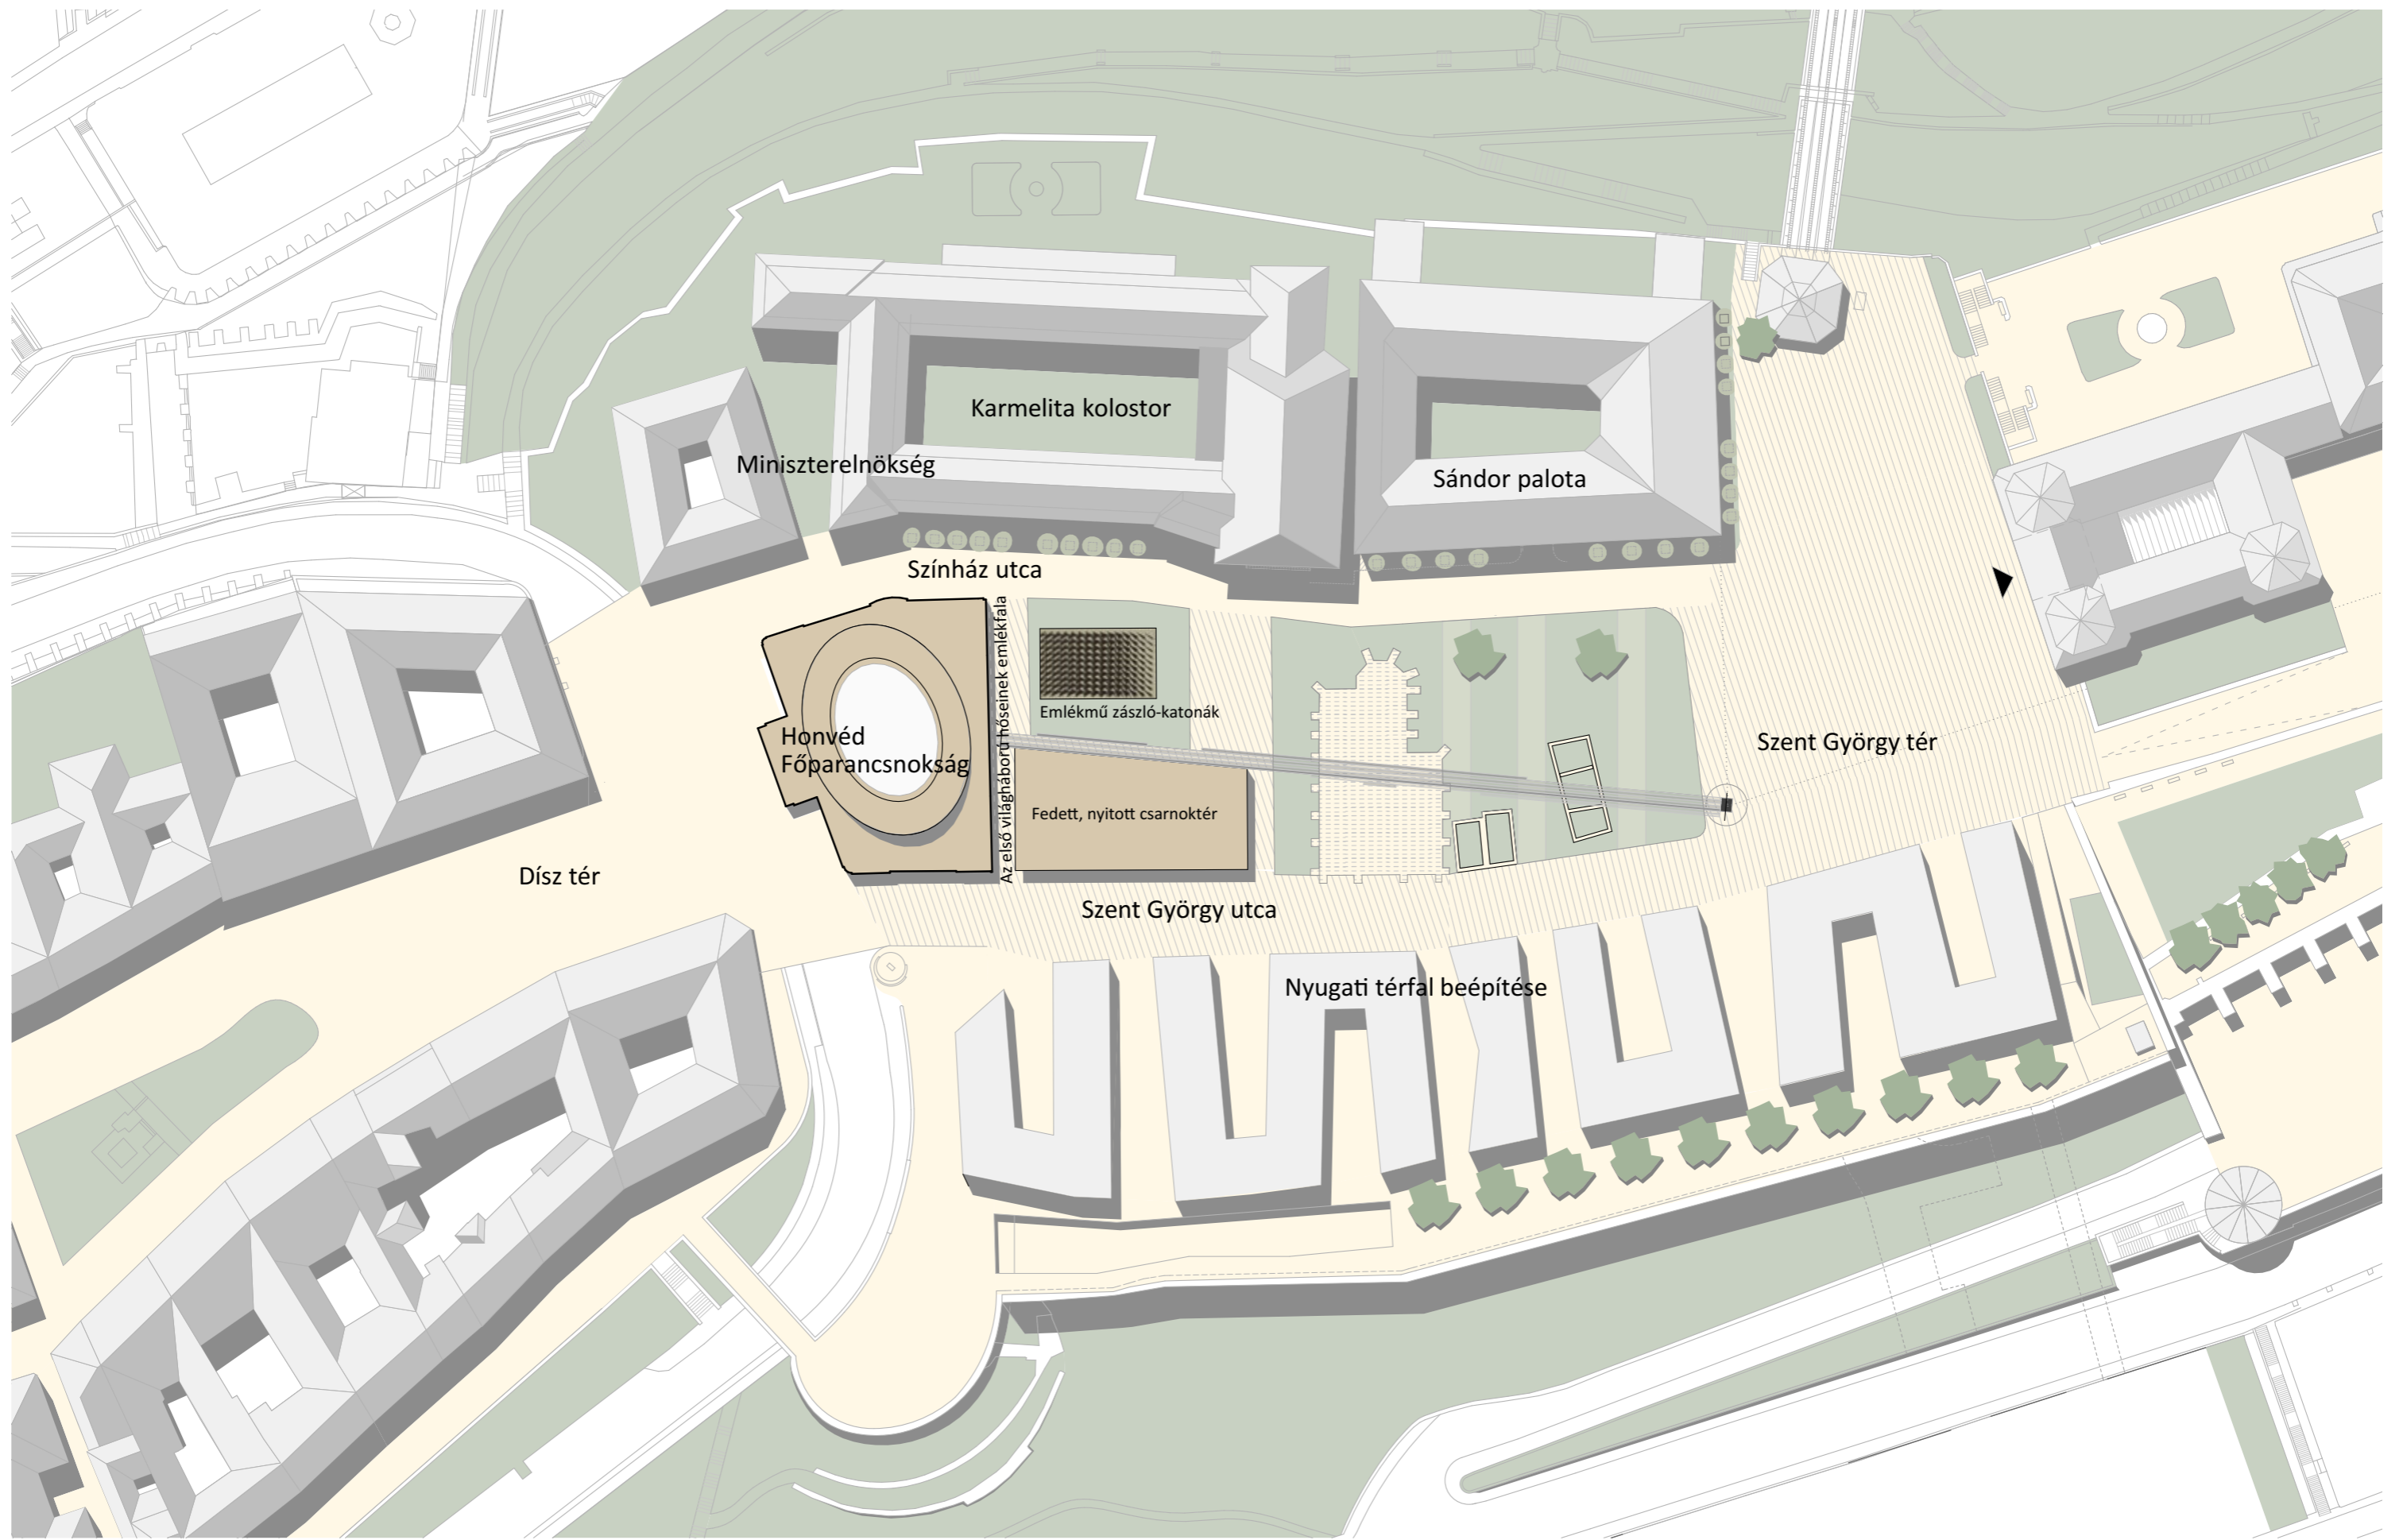 Karmelita kolostor
Miniszterelnökség
Sándor palota
Színház utca
Az első világháború hőseinek emlékfala
Emlékmű zászló-katonák
Honvéd
Főparancsnokság
Szent György tér
Fedett, nyitott csarnoktér
Dísz tér
Szent György utca
Nyugati térfal beépítése